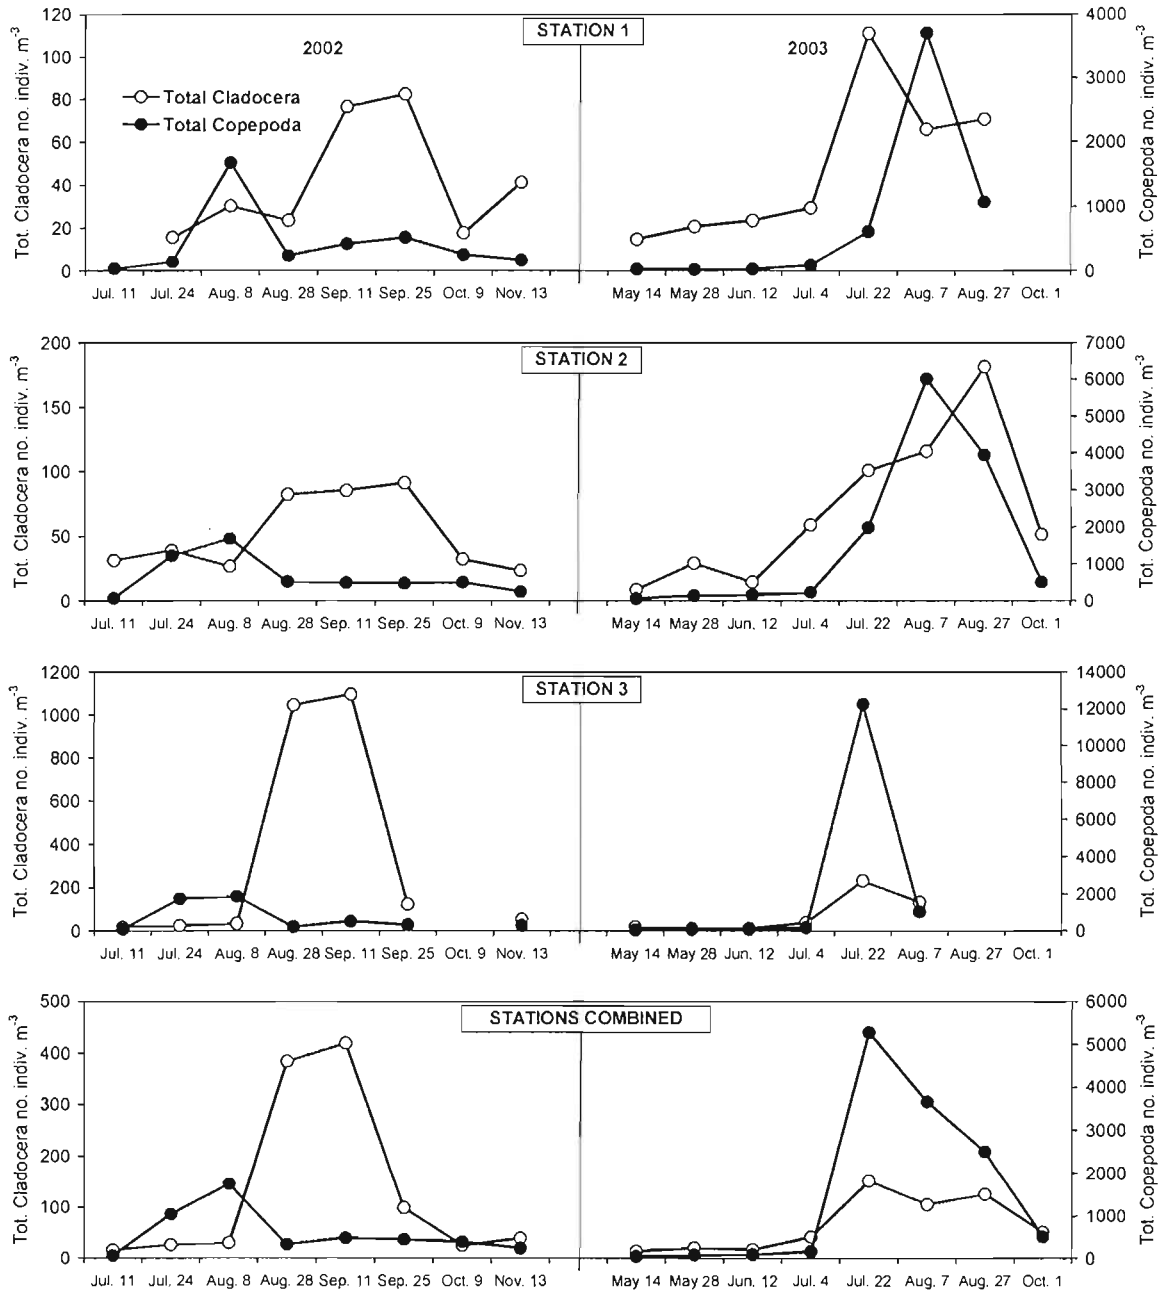 STATION 1
2002
2003
Total Cladocera
Total Copepoda
Tot. Cladocera no. indiv. m-3
120
100
80
60
40
20
0
Tot. Copepoda no. indiv. m-3
4000
3000
2000
1000
0
Jul. 11 Jul. 24 Aug. 8 Aug. 28 Sep. 11 Sep. 25 Oct. 9 Nov. 13
May 14 May 28 Jun. 12 Jul. 4 Jul. 22 Aug. 7 Aug. 27 Oct. 1
STATION 2
Tot. Cladocera no. indiv. m-3
200
150
100
50
0
Tot. Copepoda no. indiv. m-3
7000
6000
5000
4000
3000
2000
1000
0
Jul. 11 Jul. 24 Aug. 8 Aug. 28 Sep. 11 Sep. 25 Oct. 9 Nov. 13
May 14 May 28 Jun. 12 Jul. 4 Jul. 22 Aug. 7 Aug. 27 Oct. 1
STATION 3
Tot. Cladocera no. indiv. m-3
1200
1000
800
600
400
200
0
Tot. Copepoda no. indiv. m-3
14000
12000
10000
8000
6000
4000
2000
0
Jul. 11 Jul. 24 Aug. 8 Aug. 28 Sep. 11 Sep. 25 Oct. 9 Nov. 13
May 14 May 28 Jun. 12 Jul. 4 Jul. 22 Aug. 7 Aug. 27 Oct. 1
STATIONS COMBINED
Tot. Cladocera no. indiv. m-3
500
400
300
200
100
0
Tot. Copepoda no. indiv. m-3
6000
5000
4000
3000
2000
1000
0
Jul. 11 Jul. 24 Aug. 8 Aug. 28 Sep. 11 Sep. 25 Oct. 9 Nov. 13
May 14 May 28 Jun. 12 Jul. 4 Jul. 22 Aug. 7 Aug. 27 Oct. 1